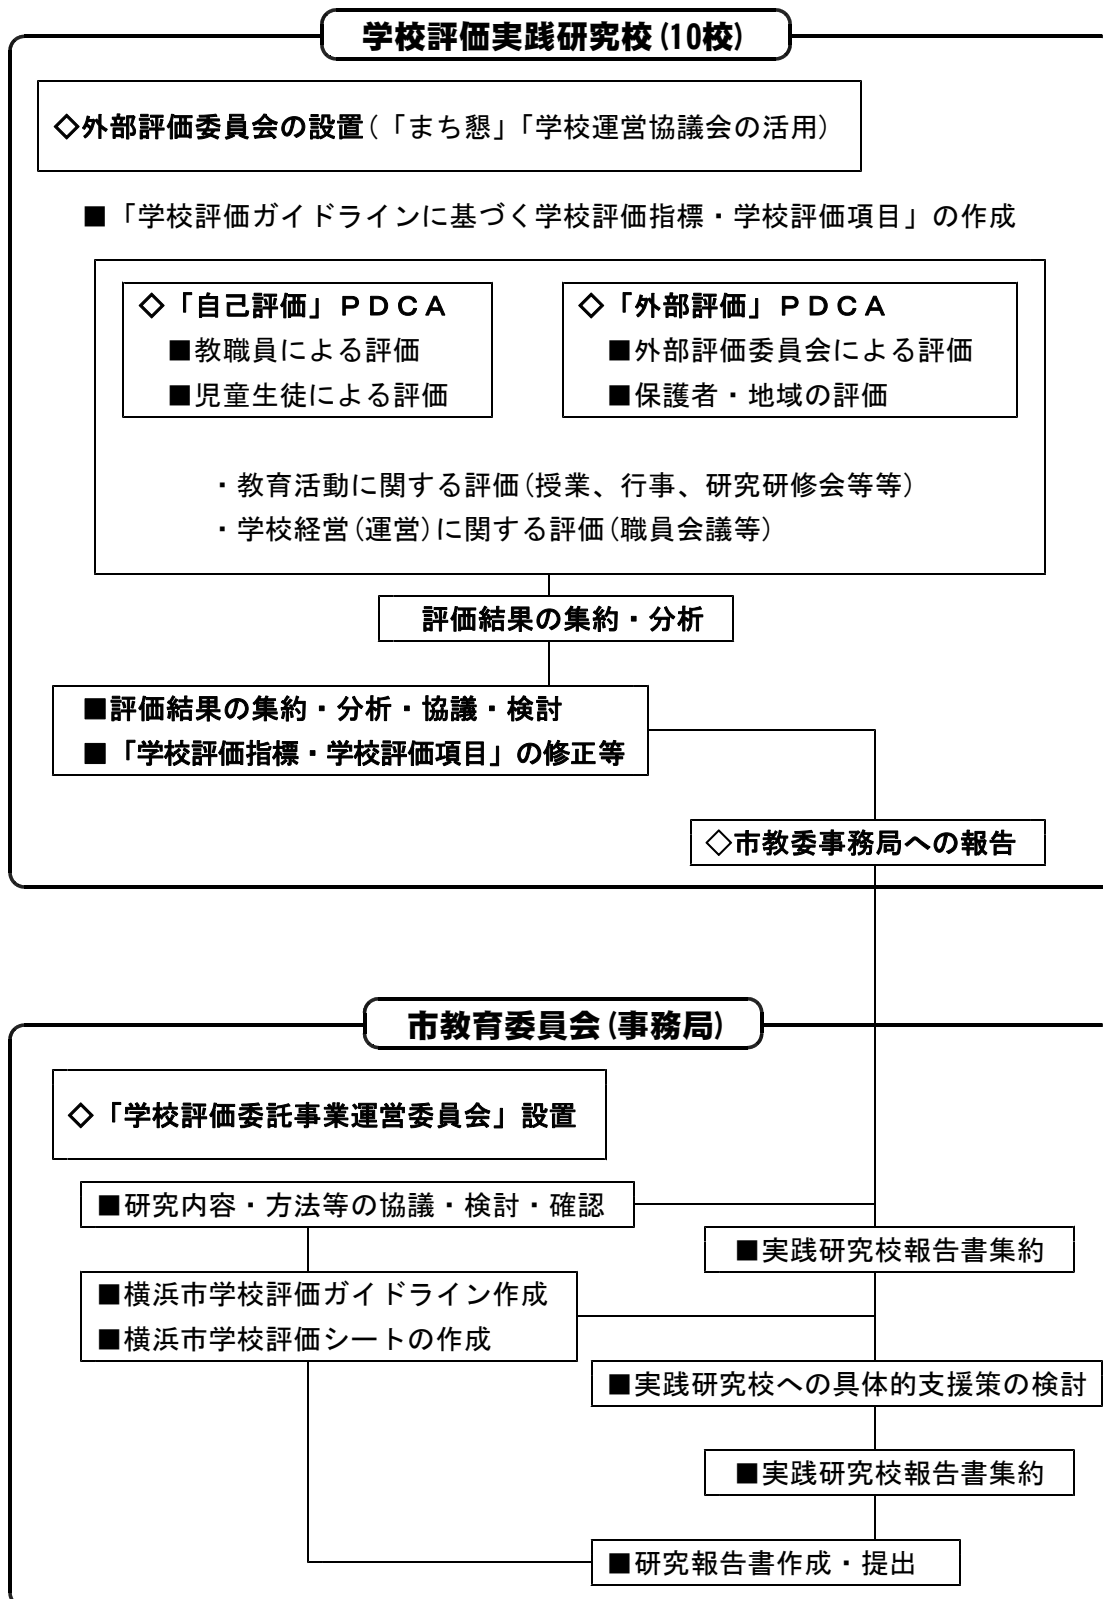 学校評価実践研究校(10校)
◇外部評価委員会の設置(「まち懇」「学校運営協議会の活用)
■「学校評価ガイドラインに基づく学校評価指標・学校評価項目」の作成
◇「自己評価」PDCA
■教職員による評価
■児童生徒による評価
◇「外部評価」PDCA
■外部評価委員会による評価
■保護者・地域の評価
・教育活動に関する評価(授業、行事、研究研修会等等)
・学校経営(運営)に関する評価(職員会議等)
評価結果の集約・分析
■評価結果の集約・分析・協議・検討
■「学校評価指標・学校評価項目」の修正等
◇市教委事務局への報告
市教育委員会(事務局)
◇「学校評価委託事業運営委員会」設置
■研究内容・方法等の協議・検討・確認
■実践研究校報告書集約
■横浜市学校評価ガイドライン作成
■横浜市学校評価シートの作成
■実践研究校への具体的支援策の検討
■実践研究校報告書集約
■研究報告書作成・提出